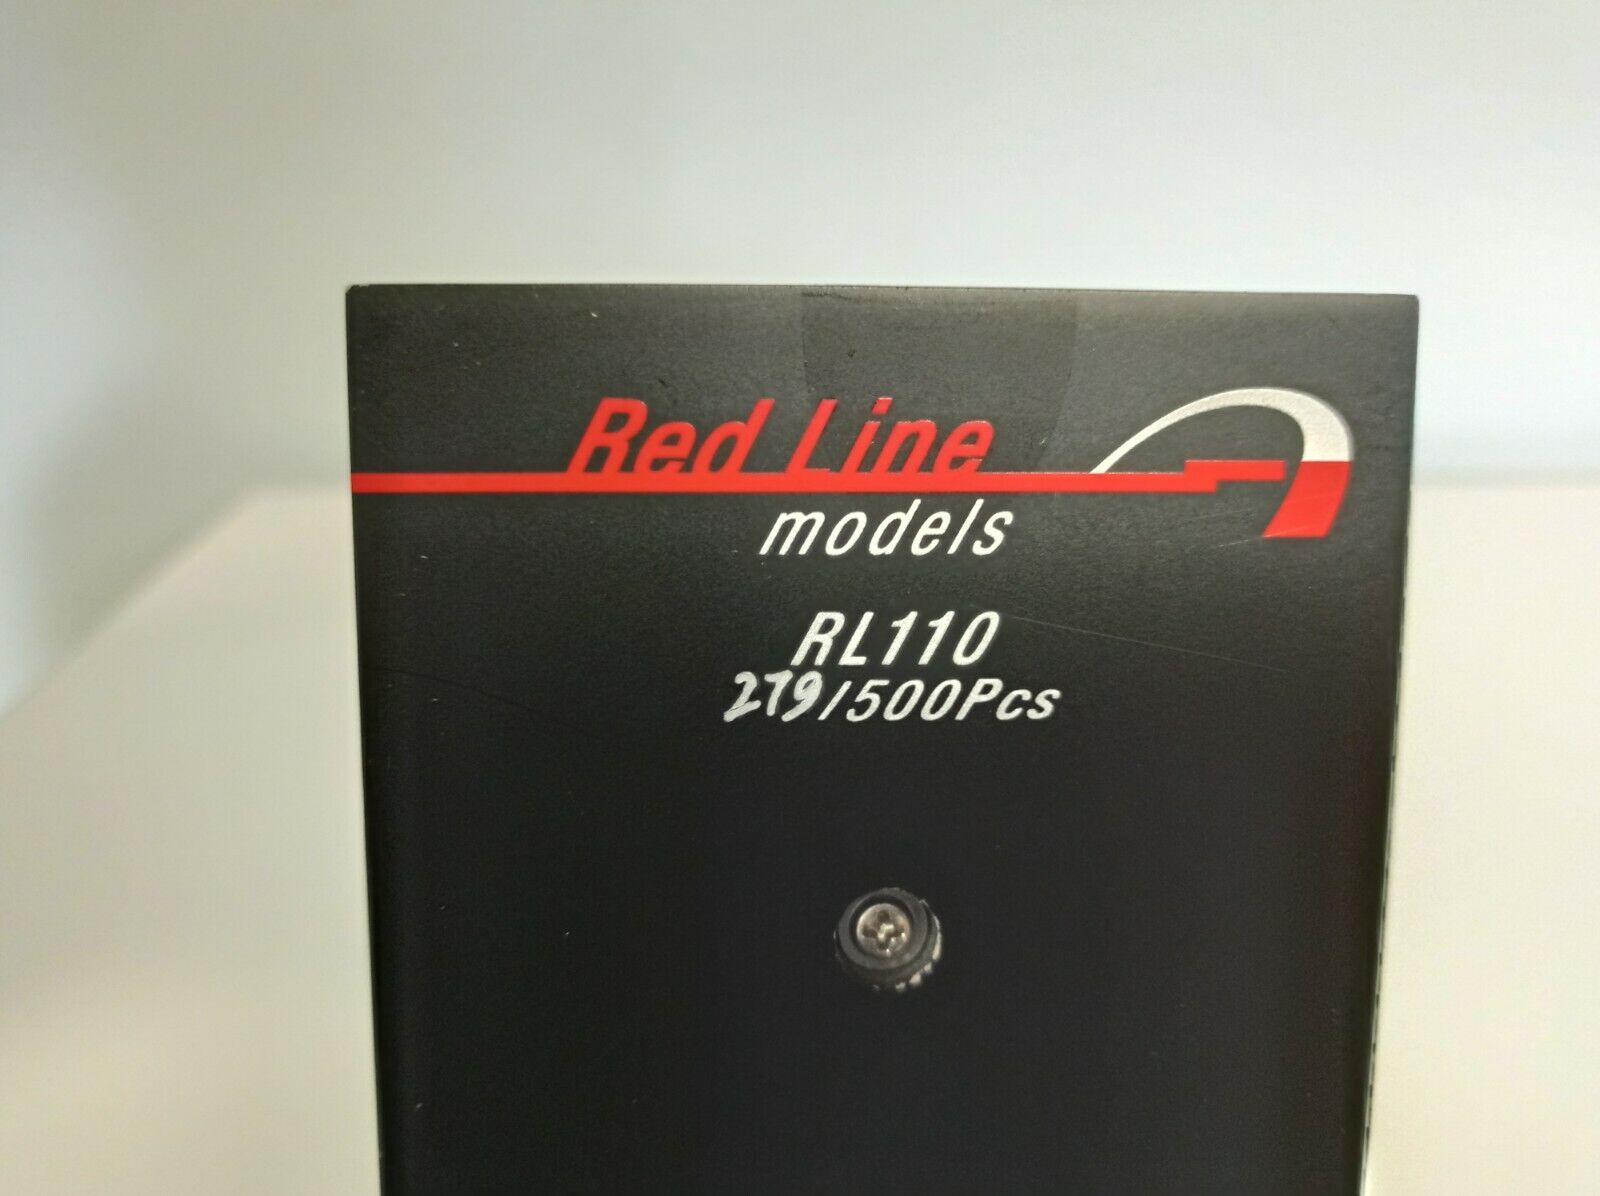 Red Line
models
RL110
279/500Pcs